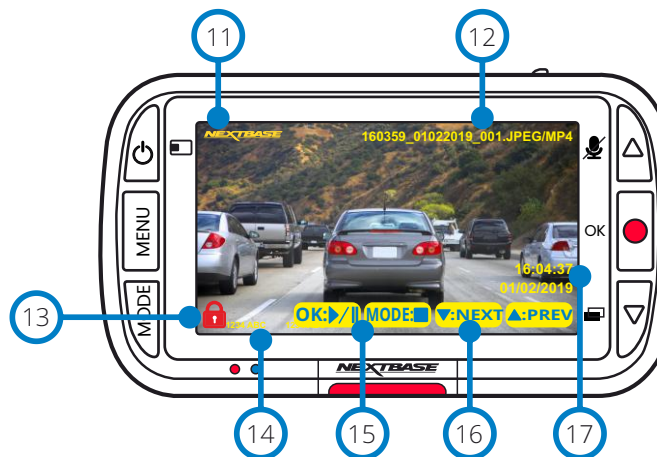 11
12
NEXTBASE
160359_01022019_001.JPEG/MP4
MENU
OK
16:04:37
01/02/2019
13
MODE
OK: / MODE: :NEXT :PREV
NEXTBASE
14
15
16
17